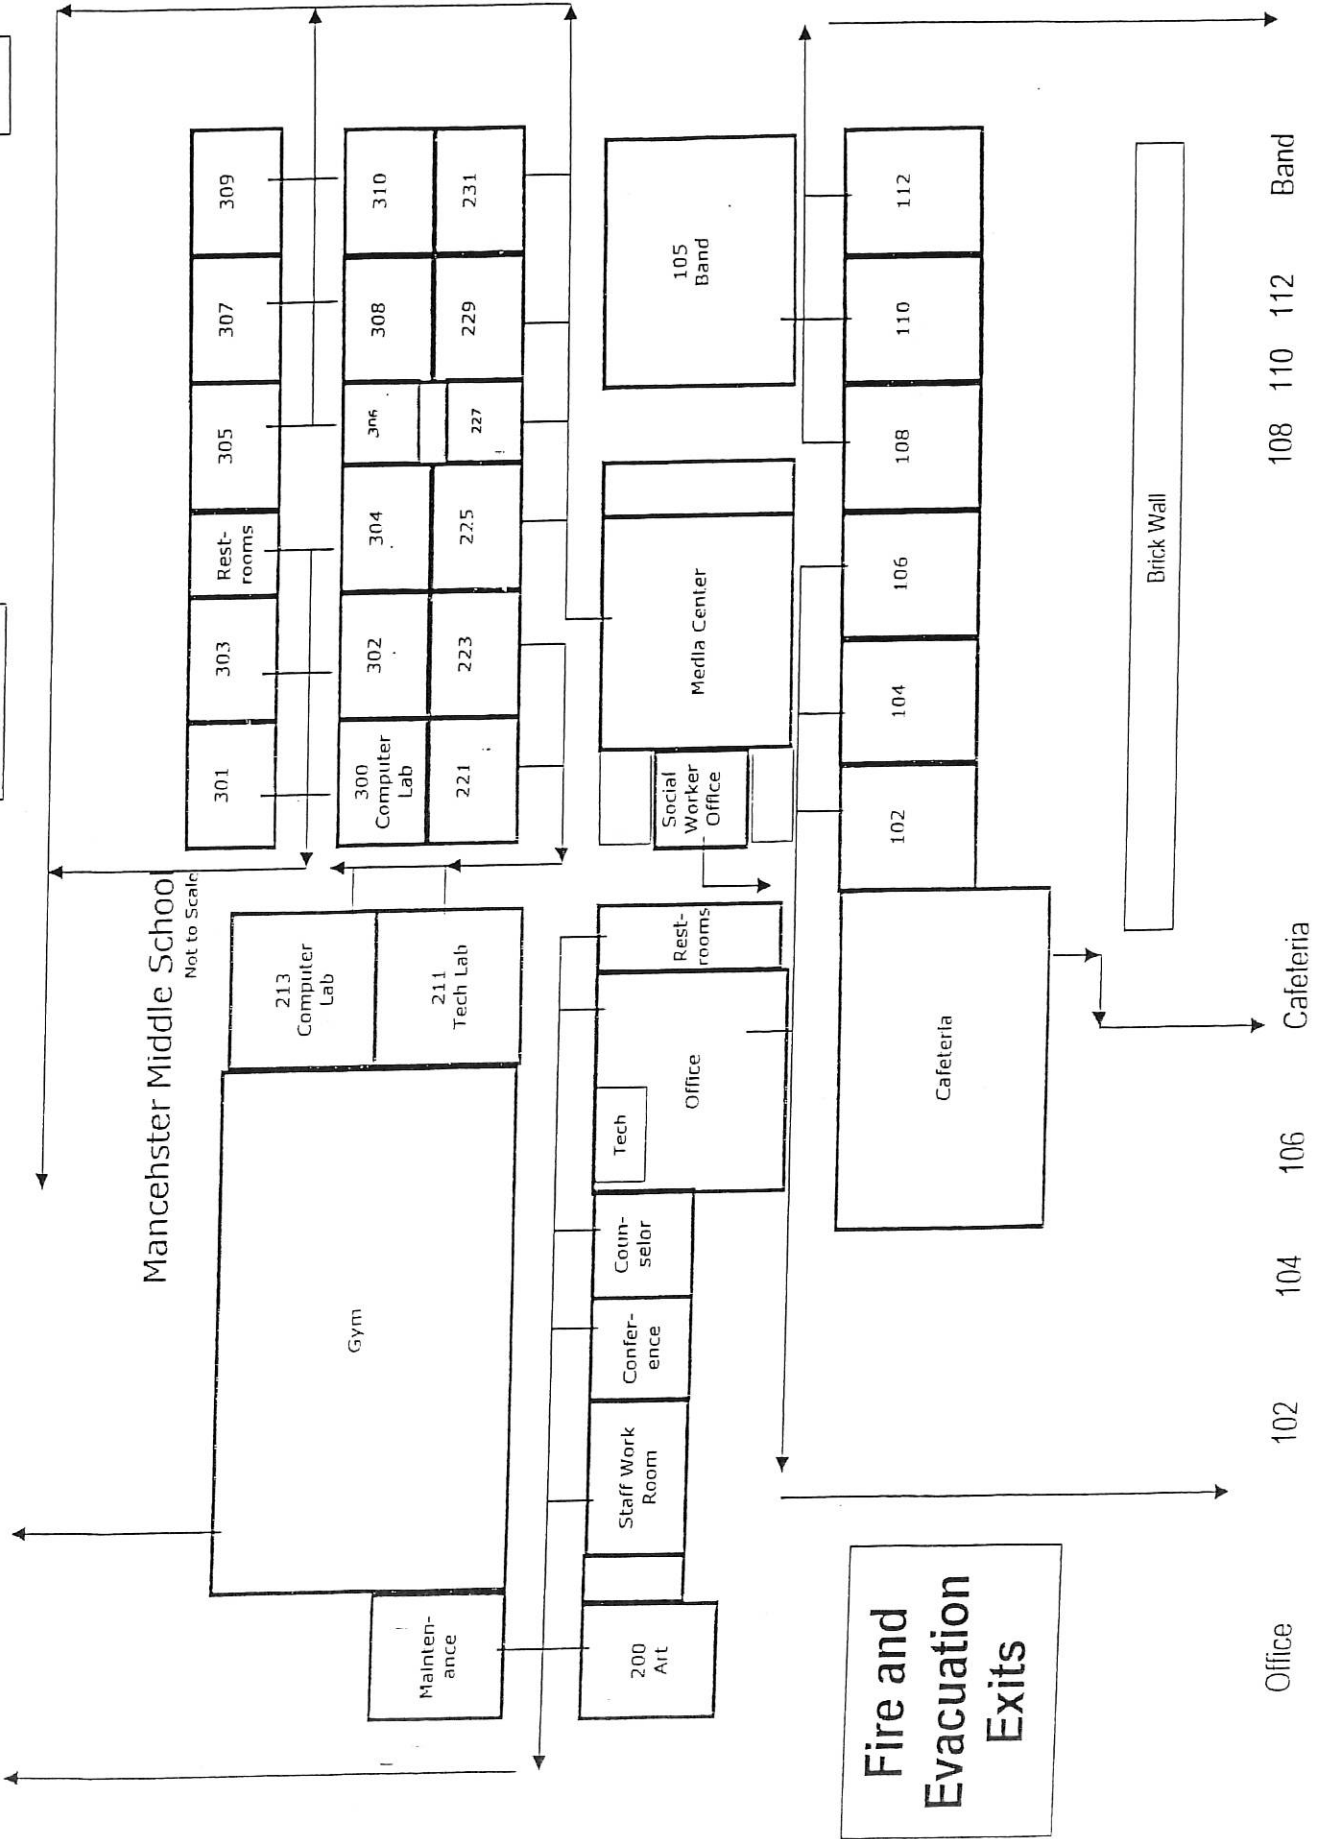 Mancehster Middle School
Not to Scale
301
303
Rest-
rooms
305
307
309
213
Computer
Lab
Gym
300
Computer
Lab
302
304
306
308
310
Mainten-
ance
211
Tech Lab
221
223
225
227
229
231
200
Art
Staff Work
Room
Confer-
ence
Coun-
selor
Tech
Office
Rest-
rooms
Social
Worker
Office
Media Center
105
Band
Cafeteria
102
104
106
108
110
112
Fire and
Evacuation
Exits
Brick Wall
Office 102 104 106 Cafeteria 108 110 112 Band